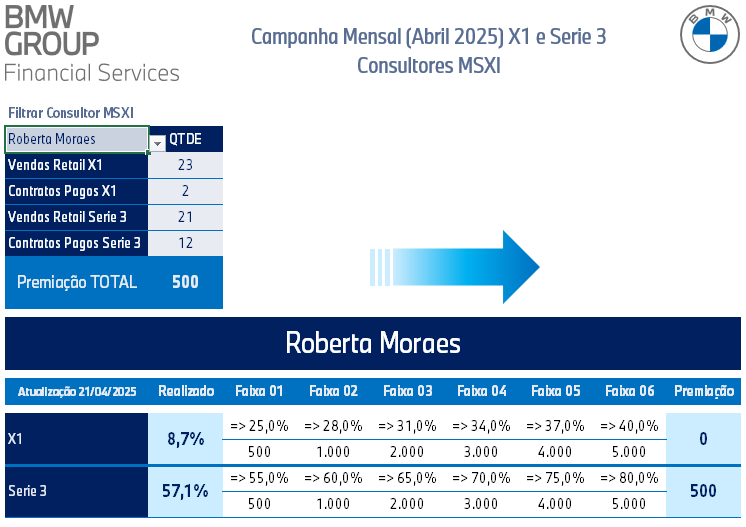 BMW
GROUP
Financial Services
Campanha Mensal (Abril 2025) X1 e Serie 3
Consultores MSXI
BMW
Filtrar Consultor MSXI
Roberta Moraes QTDE
Vendas Retail X1 23
Contratos Pagos X1 2
Vendas Retail Serie 3 21
Contratos Pagos Serie 3 12
Premiação TOTAL 500
Roberta Moraes
Atualização 21/04/2025 Realizado Faixa 01 Faixa 02 Faixa 03 Faixa 04 Faixa 05 Faixa 06 Premiação
X1 8,7% => 25,0% => 28,0% => 31,0% => 34,0% => 37,0% => 40,0% 0
500 1.000 2.000 3.000 4.000 5.000
Serie 3 57,1% => 55,0% => 60,0% => 65,0% => 70,0% => 75,0% => 80,0% 500
500 1.000 2.000 3.000 4.000 5.000